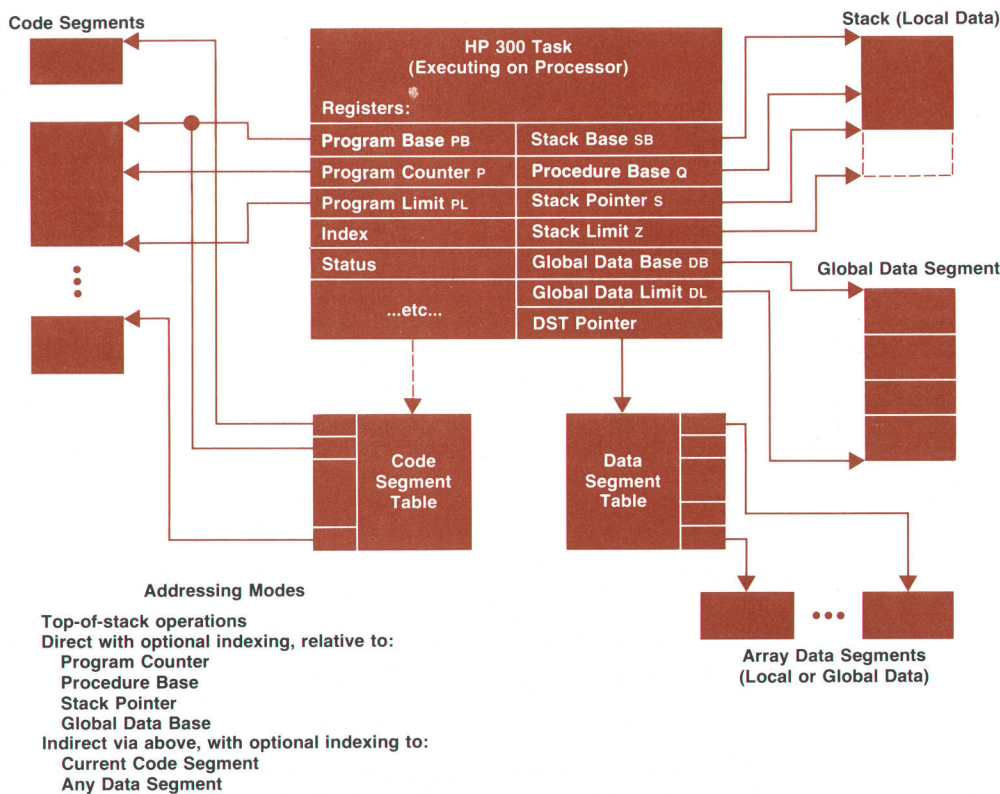 Code Segments
Stack (Local Data)
HP 300 Task
(Executing on Processor)
Registers:
Program Base PB
Program Counter P
Program Limit PL
Index
Status
...etc...
Stack Base SB
Procedure Base Q
Stack Pointer S
Stack Limit Z
Global Data Base DB
Global Data Limit DL
DST Pointer
Global Data Segment
Code
Segment
Table
Data
Segment
Table
Array Data Segments
(Local or Global Data)
Addressing Modes
Top-of-stack operations
Direct with optional indexing, relative to:
Program Counter
Procedure Base
Stack Pointer
Global Data Base
Indirect via above, with optional indexing to:
Current Code Segment
Any Data Segment